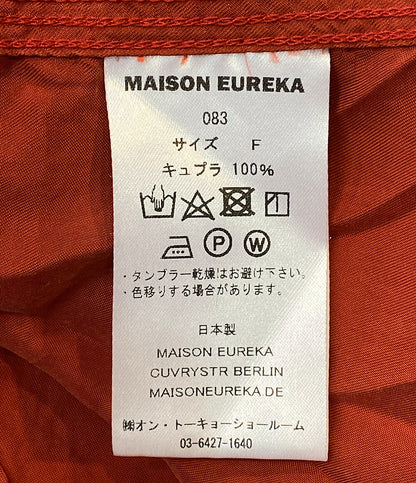 MAISON EUREKA
083
サイズ F
キュプラ 100%
P W
・タンブラー乾燥はお避け下さい。
・色移りする場合があります。
日本製
MAISON EUREKA
CUVRYSTR BERLIN
MAISONEUREKA.DE
㈱オン・トーキョーショールーム
03-6427-1640